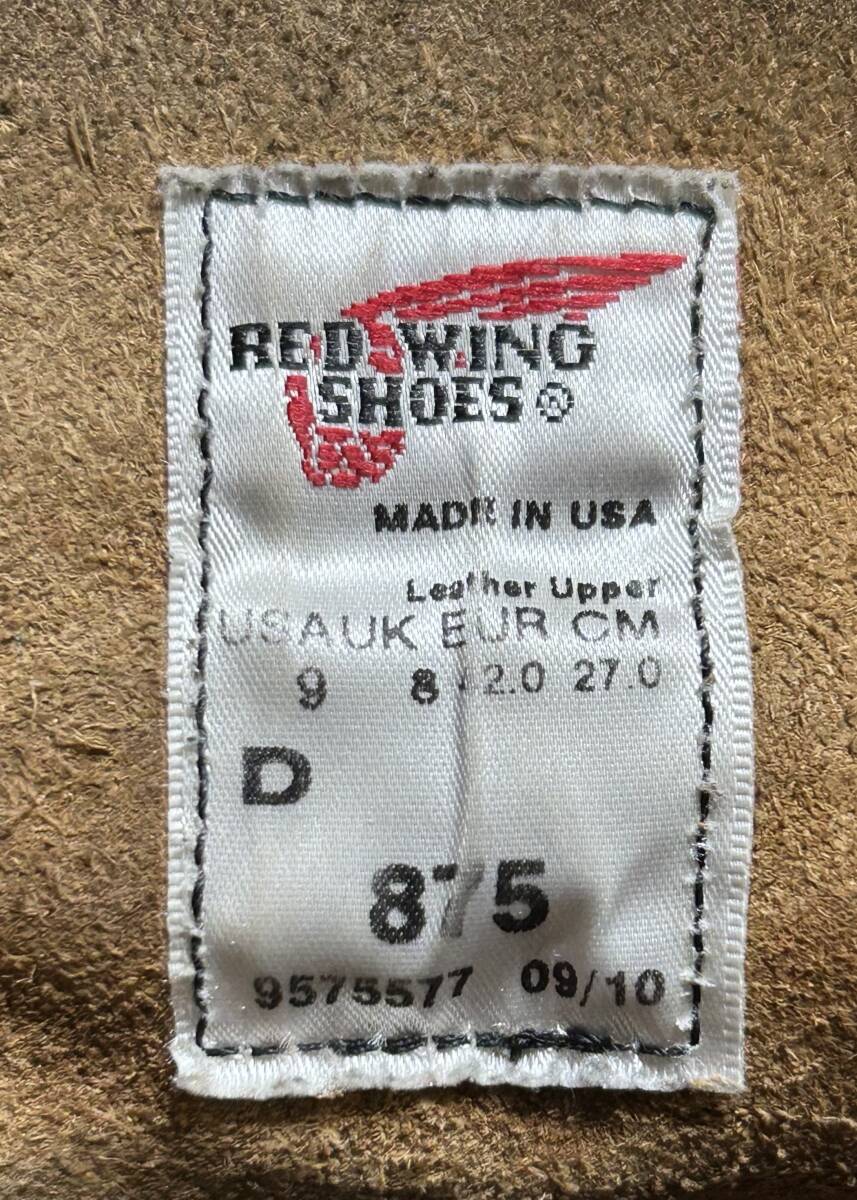 RED WING
SHOES®
MADE IN USA
Leather Upper
USA UK EUR CM
9 8 42.0 27.0
D
875
9575577 09/10